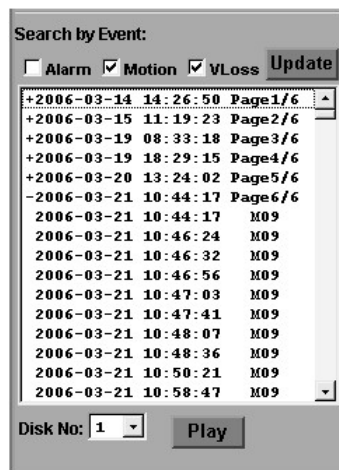 Search by Event:
Alarm Motion VLoss Update
+2006-03-14 14:26:50 Page1/6
+2006-03-15 11:19:23 Page2/6
+2006-03-19 08:33:18 Page3/6
+2006-03-19 18:29:15 Page4/6
+2006-03-20 13:24:02 Page5/6
-2006-03-21 10:44:17 Page6/6
2006-03-21 10:44:17 M09
2006-03-21 10:46:24 M09
2006-03-21 10:46:32 M09
2006-03-21 10:46:56 M09
2006-03-21 10:47:03 M09
2006-03-21 10:47:41 M09
2006-03-21 10:48:07 M09
2006-03-21 10:48:36 M09
2006-03-21 10:50:21 M09
2006-03-21 10:58:47 M09
Disk No: 1 Play